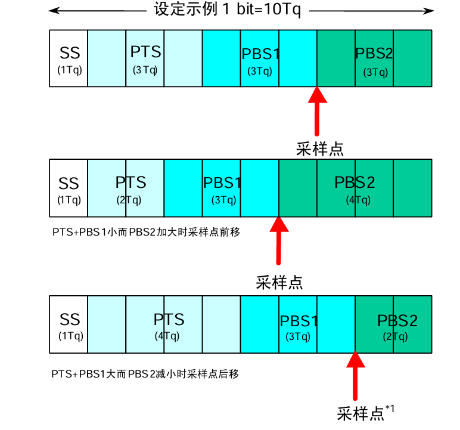 设定示例 1 bit=10Tq
SS PTS PBS1 PBS2
(1Tq) (3Tq) (3Tq) (3Tq)
采样点
SS PTS PBS1 PBS2
(1Tq) (2Tq) (3Tq) (4Tq)
PTS+PBS1小而PBS2加大时采样点前移
采样点
SS PTS PBS1 PBS2
(1Tq) (4Tq) (3Tq) (2Tq)
PTS+PBS1大而PBS2减小时采样点后移
采样点*1